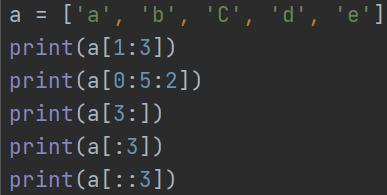 a = ['a', 'b', 'C', 'd', 'e']
print(a[1:3])
print(a[0:5:2])
print(a[3:])
print(a[:3])
print(a[::3])